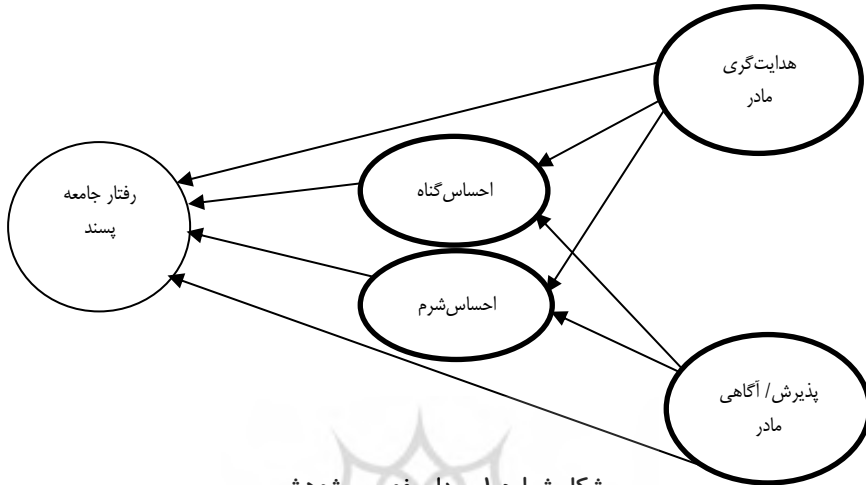 هدایت‌گری
مادر
احساس‌گناه
رفتار جامعه
پسند
احساس‌شرم
پذیرش/ آگاهی
مادر